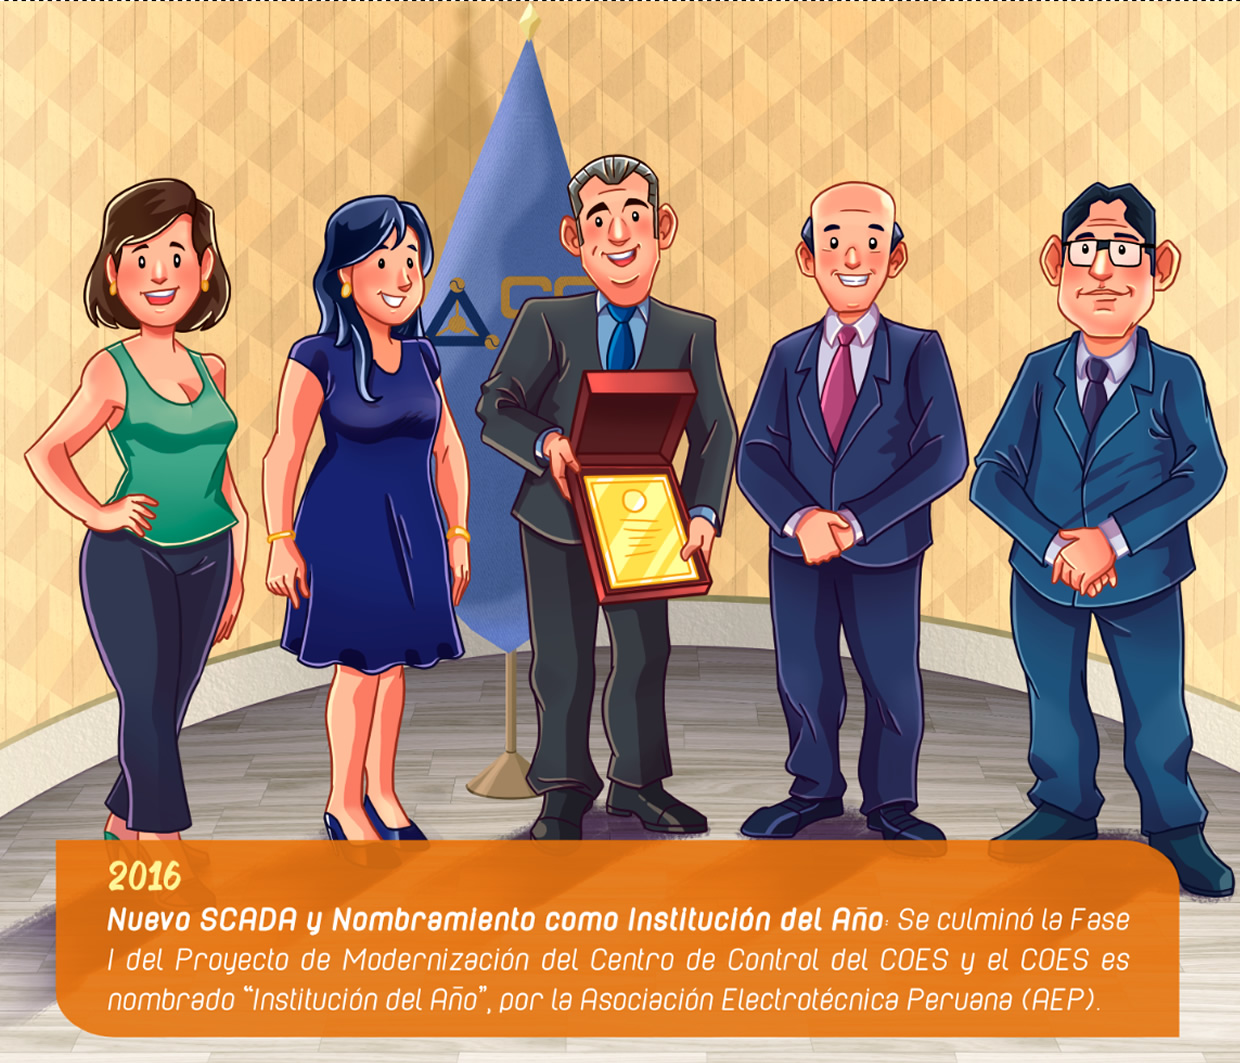 2016
Nuevo SCADA y Nombramiento como Institución del Año: Se culminó la Fase
I del Proyecto de Modernización del Centro de Control del COES y el COES es
nombrado “Institución del Año”, por la Asociación Electrotécnica Peruana (AEP).